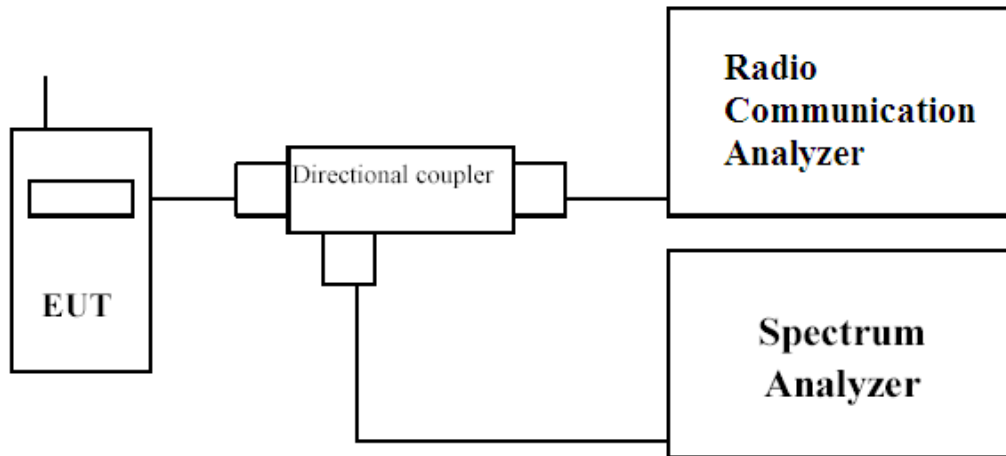 Radio
Communication
Analyzer
Directional coupler
EUT
Spectrum
Analyzer